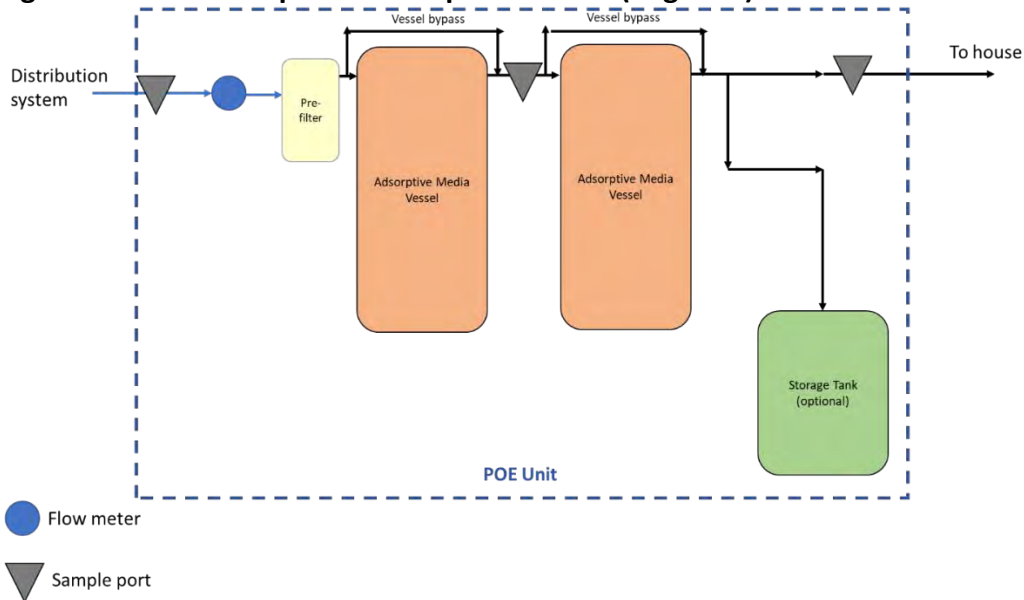 Vessel bypass
Vessel bypass
To house
Distribution
system
Pre-
filter
Adsorptive Media
Vessel
Adsorptive Media
Vessel
Storage Tank
(optional)
POE Unit
Flow meter
Sample port